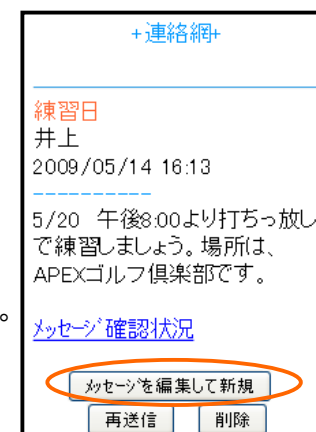 +連絡網+
練習日
井上
2009/05/14 16:13
----------
5/20　午後8:00より打ちっ放し
で練習しましょう。場所は、
APEXゴルフ倶楽部です。
。
ﾒｯｾｰｼﾞ確認状況
ﾒｯｾｰｼﾞを編集して新規
再送信 削除